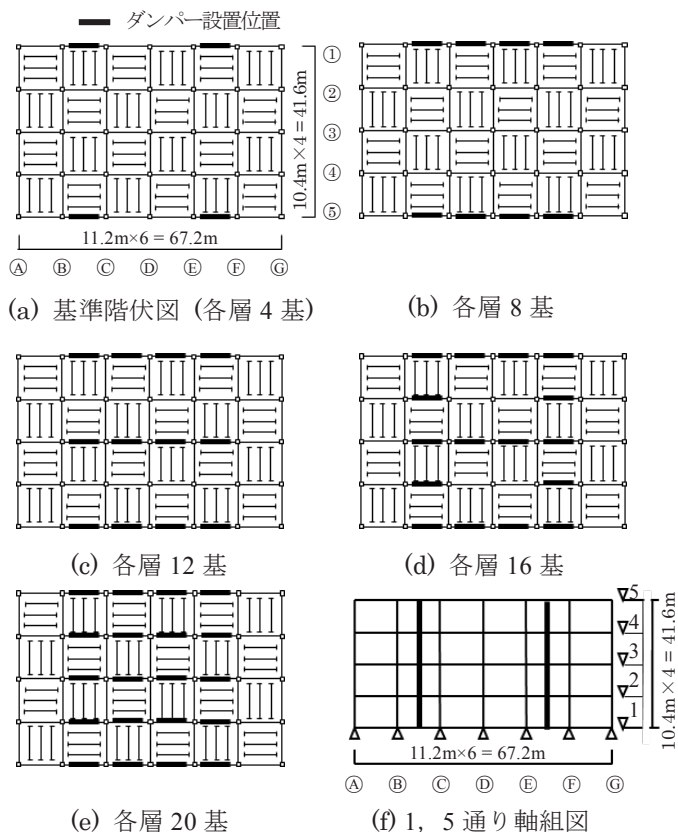 ダンパー設置位置
①
②
③
④
⑤
10.4m×4 = 41.6m
11.2m×6 = 67.2m
Ⓐ Ⓑ Ⓒ Ⓓ Ⓔ Ⓕ Ⓖ
(a) 基準階伏図 (各層 4 基)
(b) 各層 8 基
(c) 各層 12 基
(d) 各層 16 基
5
4
3
2
1
10.4m×4 = 41.6m
11.2m×6 = 67.2m
Ⓐ Ⓑ Ⓒ Ⓓ Ⓔ Ⓕ Ⓖ
(e) 各層 20 基
(f) 1, 5 通り軸組図